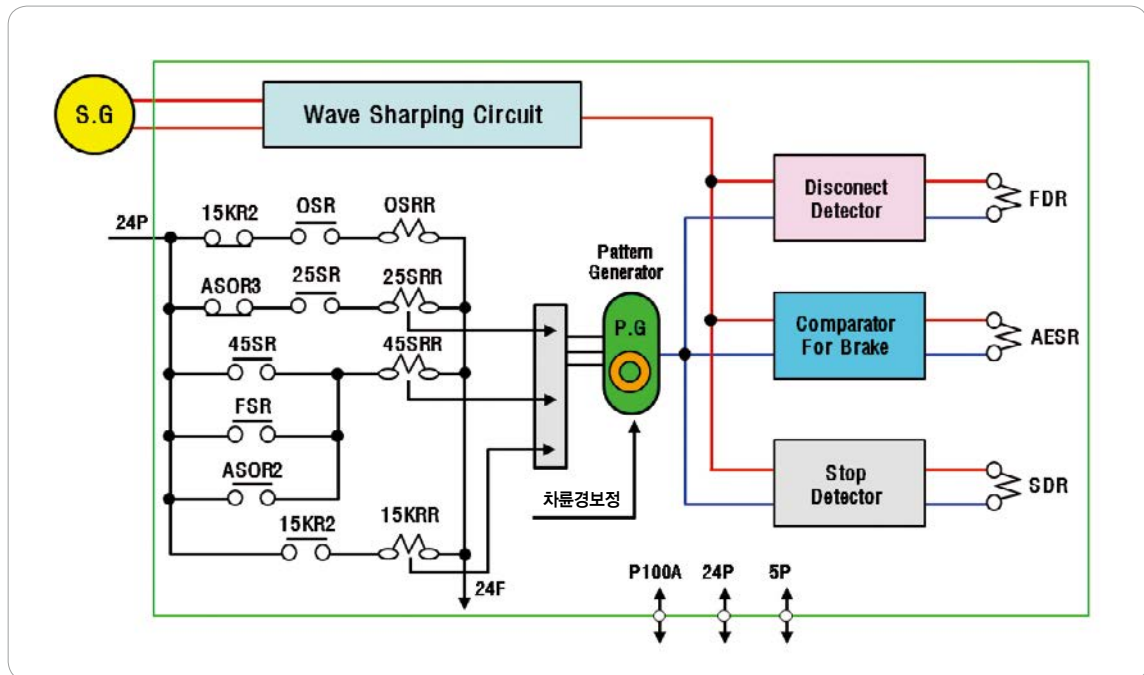 S.G
Wave Sharping Circuit
Disconect
Detector
FDR
24P
15KR2
OSR
OSRR
ASOR3
25SR
25SRR
Pattern
Generator
P.G
Comparator
For Brake
AESR
45SR
45SRR
FSR
ASOR2
차륜경보정
Stop
Detector
SDR
15KR2
15KRR
24F
P100A
24P
5P